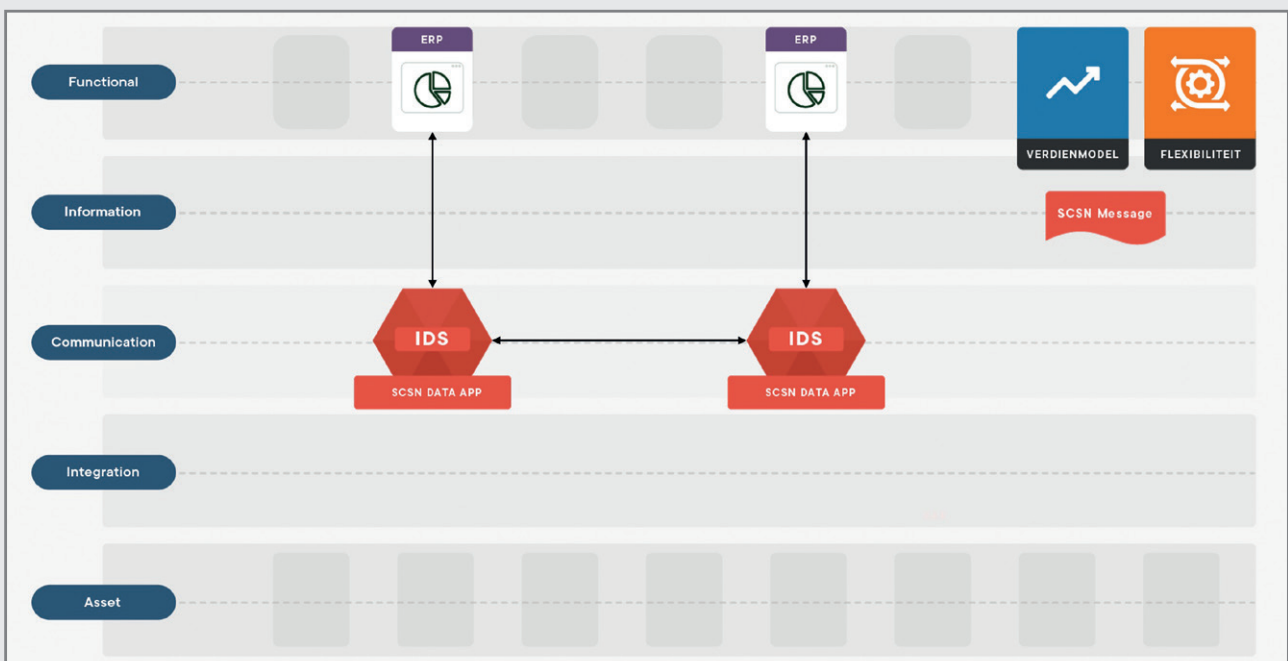 ERP
ERP
Functional
VERDIENMODEL
FLEXIBILITEIT
Information
SCSN Message
Communication
IDS
IDS
SCSN DATA APP
SCSN DATA APP
Integration
Asset